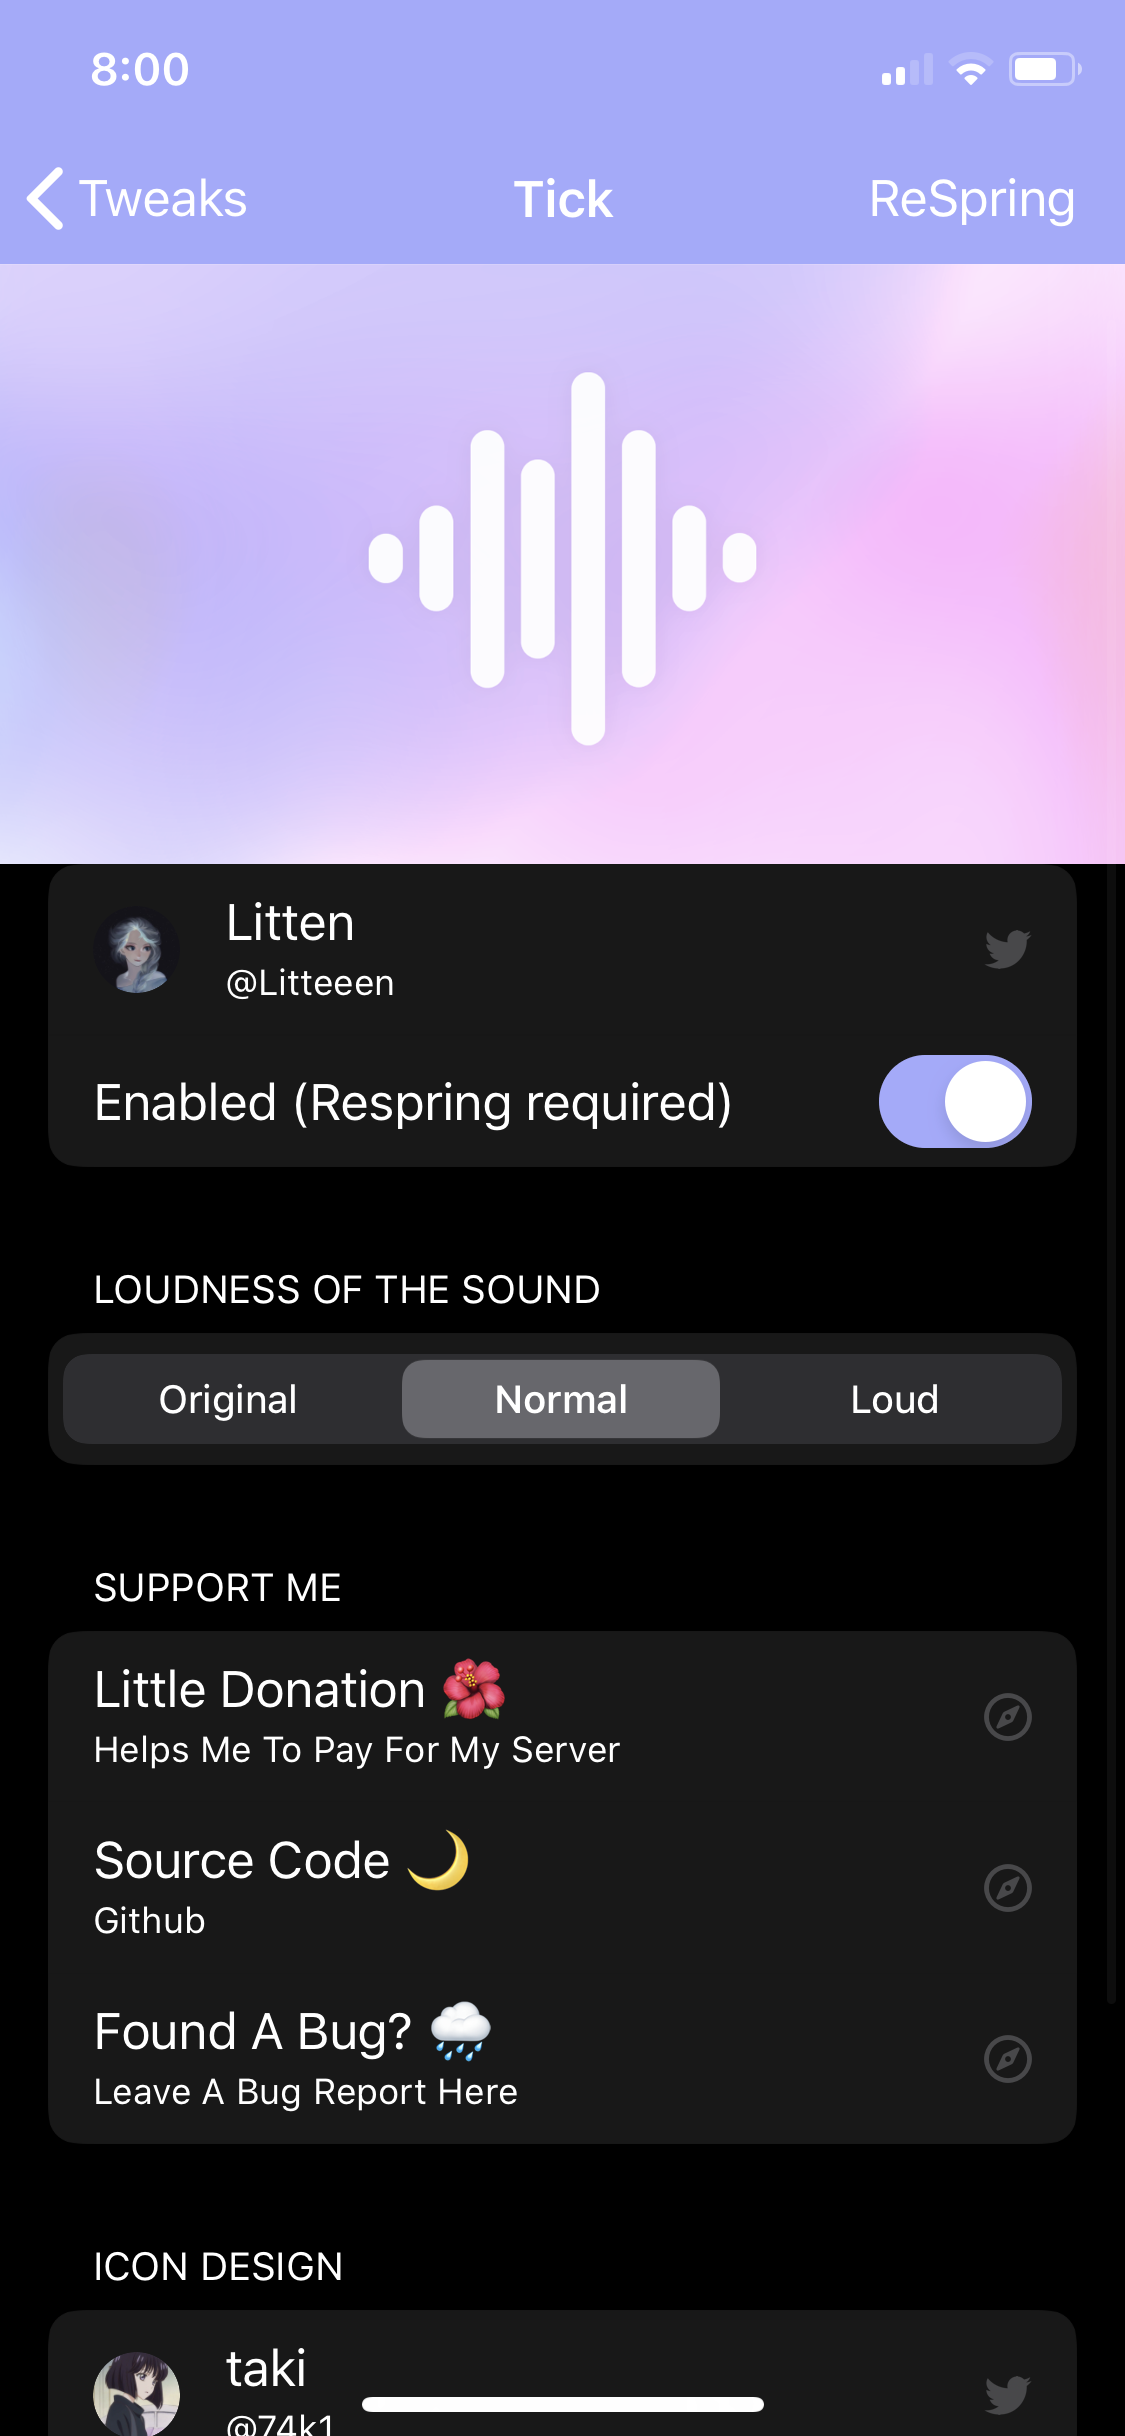 8:00
Tweaks
Tick
ReSpring
Litten
@Litteeen
Enabled (Respring required)
LOUDNESS OF THE SOUND
Original
Normal
Loud
SUPPORT ME
Little Donation 🌺
Helps Me To Pay For My Server
Source Code 🌙
Github
Found A Bug? 🌧️
Leave A Bug Report Here
ICON DESIGN
taki
@74k1